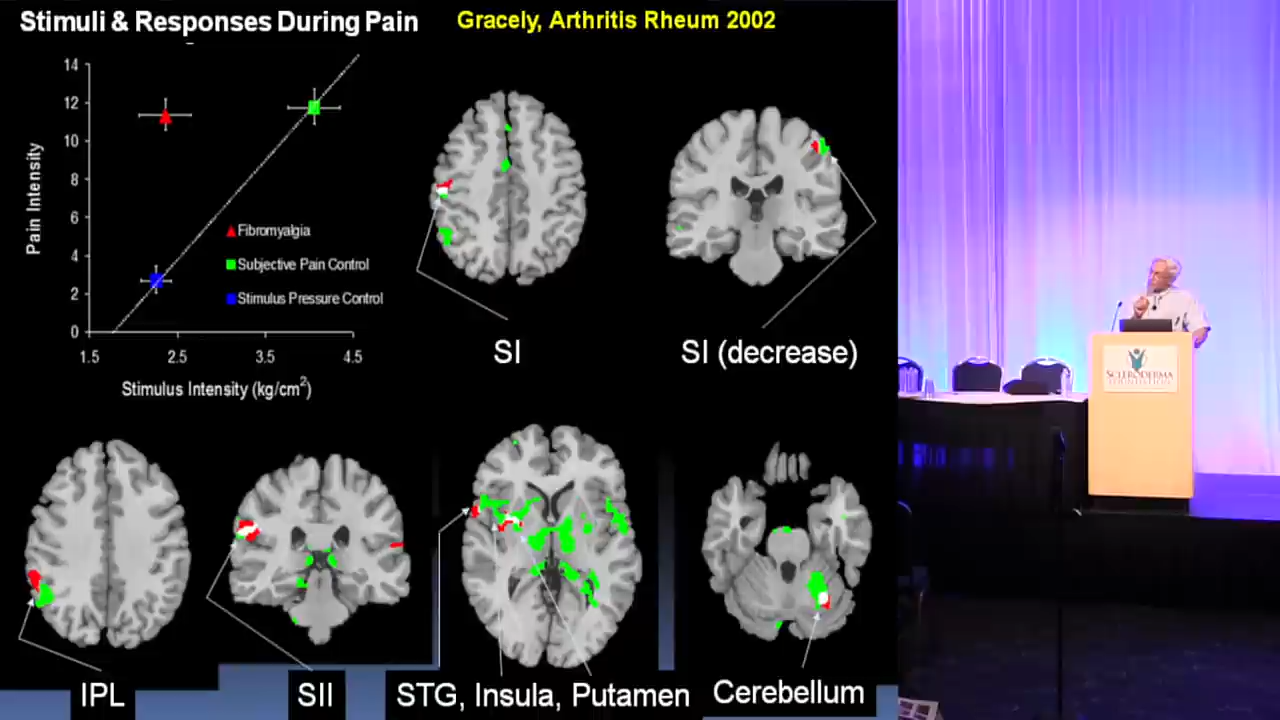 Stimuli & Responses During Pain
Gracely, Arthritis Rheum 2002
14
12
10
8
6
4
2
0
Pain Intensity
Fibromyalgia
Subjective Pain Control
Stimulus Pressure Control
1.5 2.5 3.5 4.5
Stimulus Intensity (kg/cm2)
SI
SI (decrease)
IPL
SII
STG, Insula, Putamen
Cerebellum
SCLERODERMA
FOUNDATION